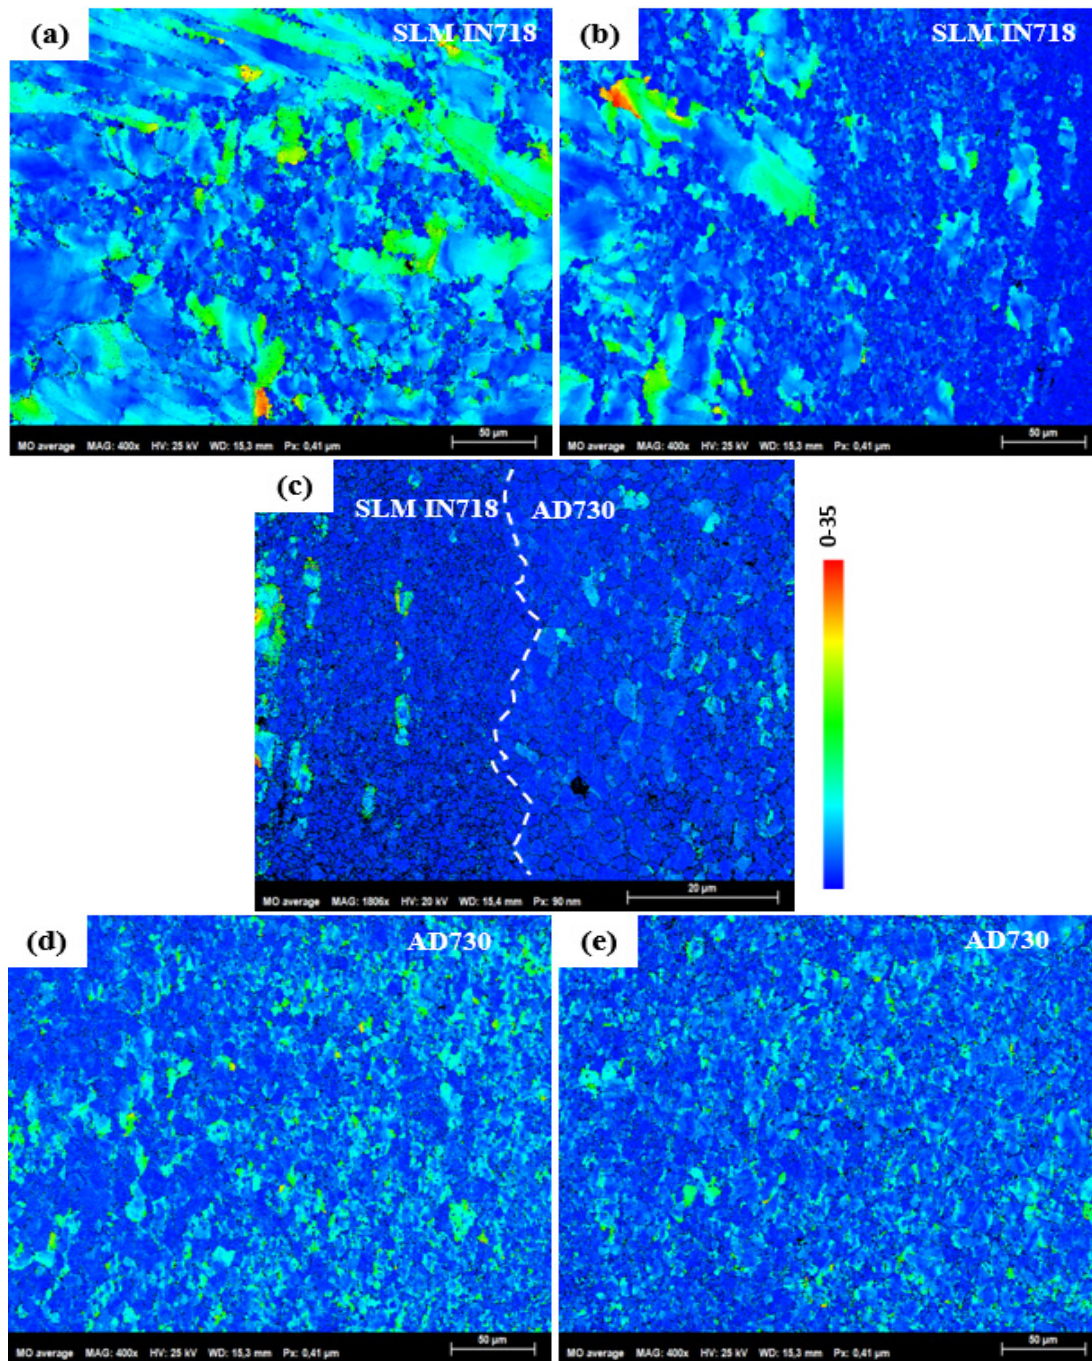 (a) SLM IN718
MO average MAG: 400x HV: 25 kV WD: 15,3 mm Px: 0,41 µm 50 µm
(b) SLM IN718
MO average MAG: 400x HV: 25 kV WD: 15,3 mm Px: 0,41 µm 50 µm
(c) SLM IN718 AD730
MO average MAG: 1806x HV: 20 kV WD: 15,4 mm Px: 90 nm 20 µm
0-35
(d) AD730
MO average MAG: 400x HV: 25 kV WD: 15,3 mm Px: 0,41 µm 50 µm
(e) AD730
MO average MAG: 400x HV: 25 kV WD: 15,3 mm Px: 0,41 µm 50 µm